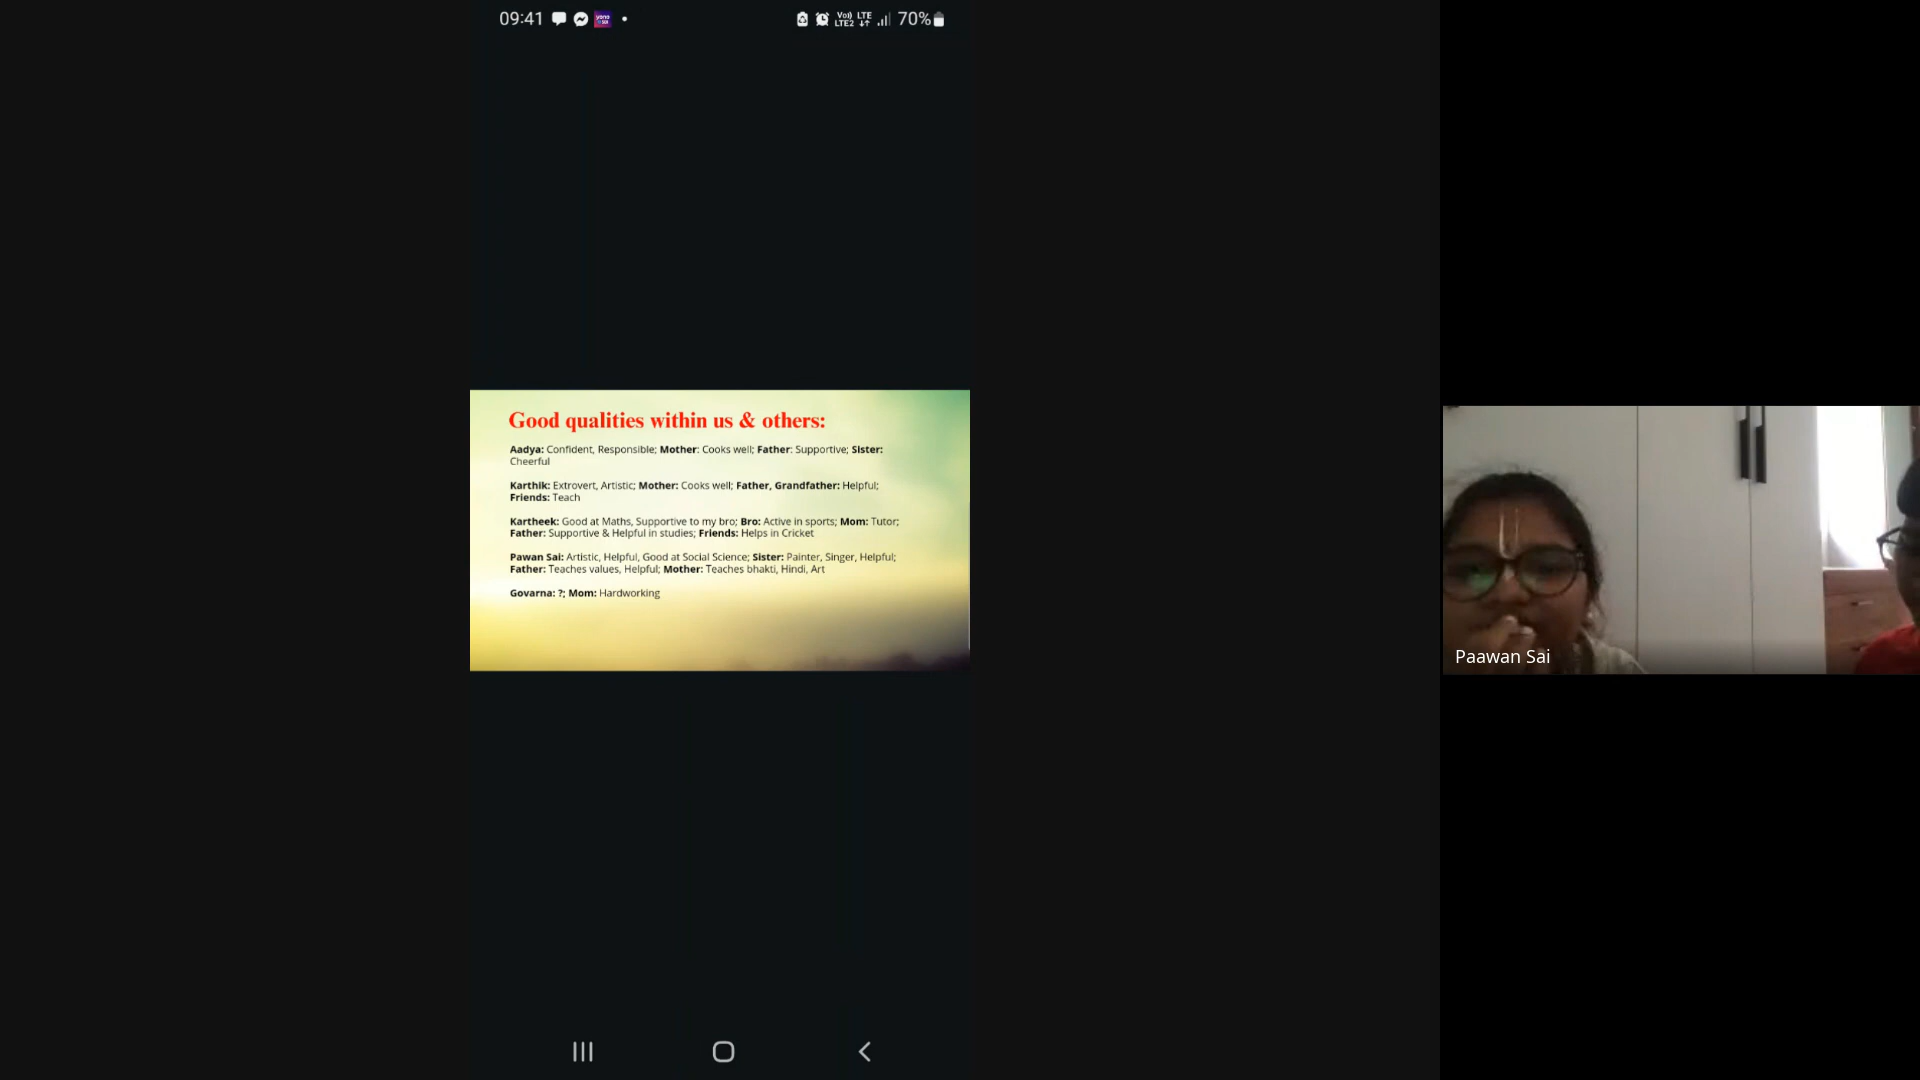 09:41
Vo)) LTE
LTE2
70%
Good qualities within us & others:
Aadya: Confident, Responsible; Mother: Cooks well; Father: Supportive; Sister:
Cheerful
Karthik: Extrovert, Artistic; Mother: Cooks well; Father, Grandfather: Helpful;
Friends: Teach
Kartheek: Good at Maths, Supportive to my bro; Bro: Active in sports; Mom: Tutor;
Father: Supportive & Helpful in studies; Friends: Helps in Cricket
Pawan Sai: Artistic, Helpful, Good at Social Science; Sister: Painter, Singer, Helpful;
Father: Teaches values, Helpful; Mother: Teaches bhakti, Hindi, Art
Govarna: ?; Mom: Hardworking
Paawan Sai